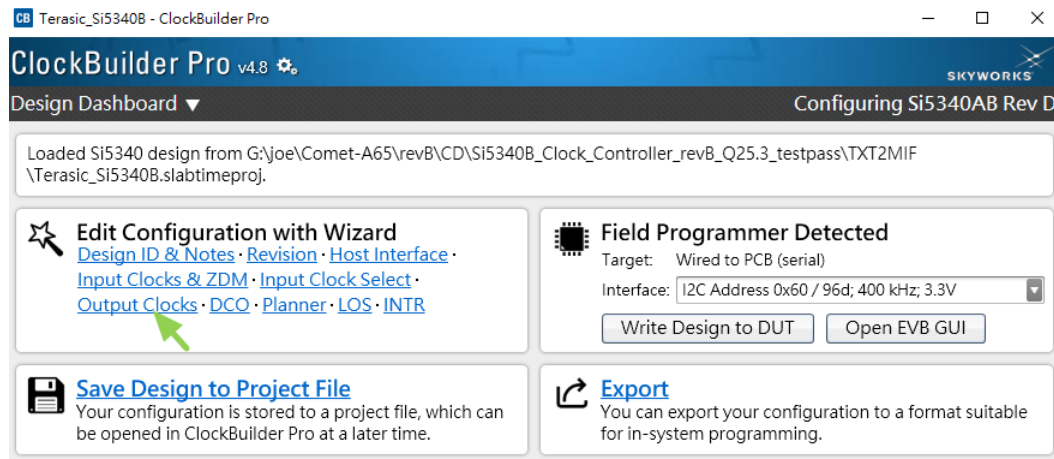 CB Terasic_Si5340B - ClockBuilder Pro
ClockBuilder Pro v4.8
SKYWORKS
Design Dashboard ▼
Configuring Si5340AB Rev D
Loaded Si5340 design from G:\joe\Comet-A65\revB\CD\Si5340B_Clock_Controller_revB_Q25.3_testpass\TXT2MIF
\Terasic_Si5340B.slabtimeproj.
Edit Configuration with Wizard
Design ID & Notes · Revision · Host Interface ·
Input Clocks & ZDM · Input Clock Select ·
Output Clocks · DCO · Planner · LOS · INTR
Field Programmer Detected
Target: Wired to PCB (serial)
Interface: I2C Address 0x60 / 96d; 400 kHz; 3.3V
Write Design to DUT
Open EVB GUI
Save Design to Project File
Your configuration is stored to a project file, which can
be opened in ClockBuilder Pro at a later time.
Export
You can export your configuration to a format suitable
for in-system programming.